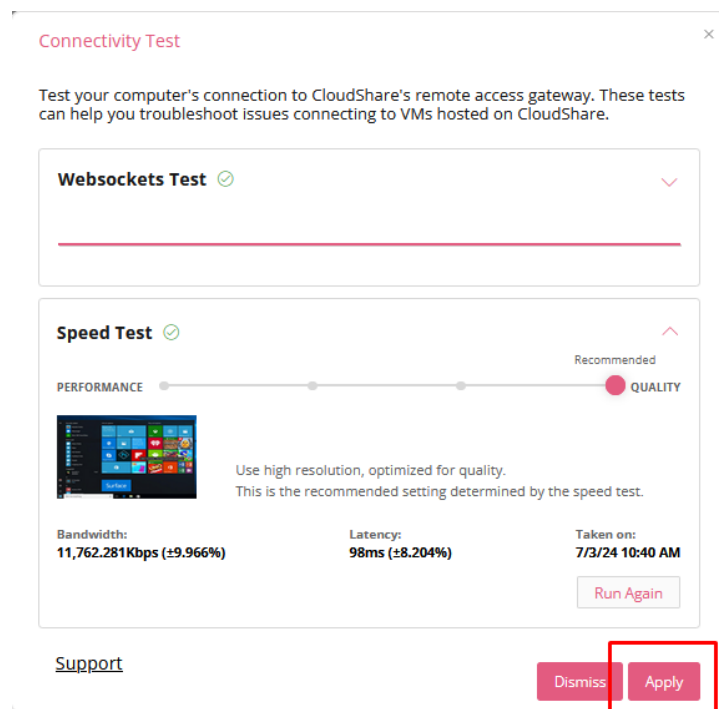 Connectivity Test
Test your computer's connection to CloudShare's remote access gateway. These tests
can help you troubleshoot issues connecting to VMs hosted on CloudShare.
Websockets Test
Speed Test
Recommended
PERFORMANCE
QUALITY
Surface
Use high resolution, optimized for quality.
This is the recommended setting determined by the speed test.
Bandwidth: Latency: Taken on:
11,762.281Kbps (±9.966%) 98ms (±8.204%) 7/3/24 10:40 AM
Run Again
Support
Dismiss
Apply